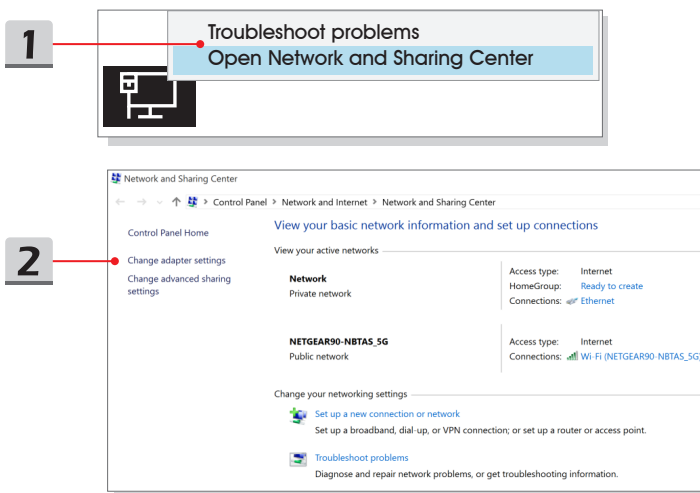 1
Troubleshoot problems
Open Network and Sharing Center
2
Network and Sharing Center
Control Panel > Network and Internet > Network and Sharing Center
Control Panel Home
Change adapter settings
Change advanced sharing
settings
View your basic network information and set up connections
View your active networks
Network
Private network
Access type: Internet
HomeGroup: Ready to create
Connections: Ethernet
NETGEAR90-NBTAS_5G
Public network
Access type: Internet
Connections: Wi-Fi (NETGEAR90-NBTAS_5G)
Change your networking settings
Set up a new connection or network
Set up a broadband, dial-up, or VPN connection; or set up a router or access point.
Troubleshoot problems
Diagnose and repair network problems, or get troubleshooting information.